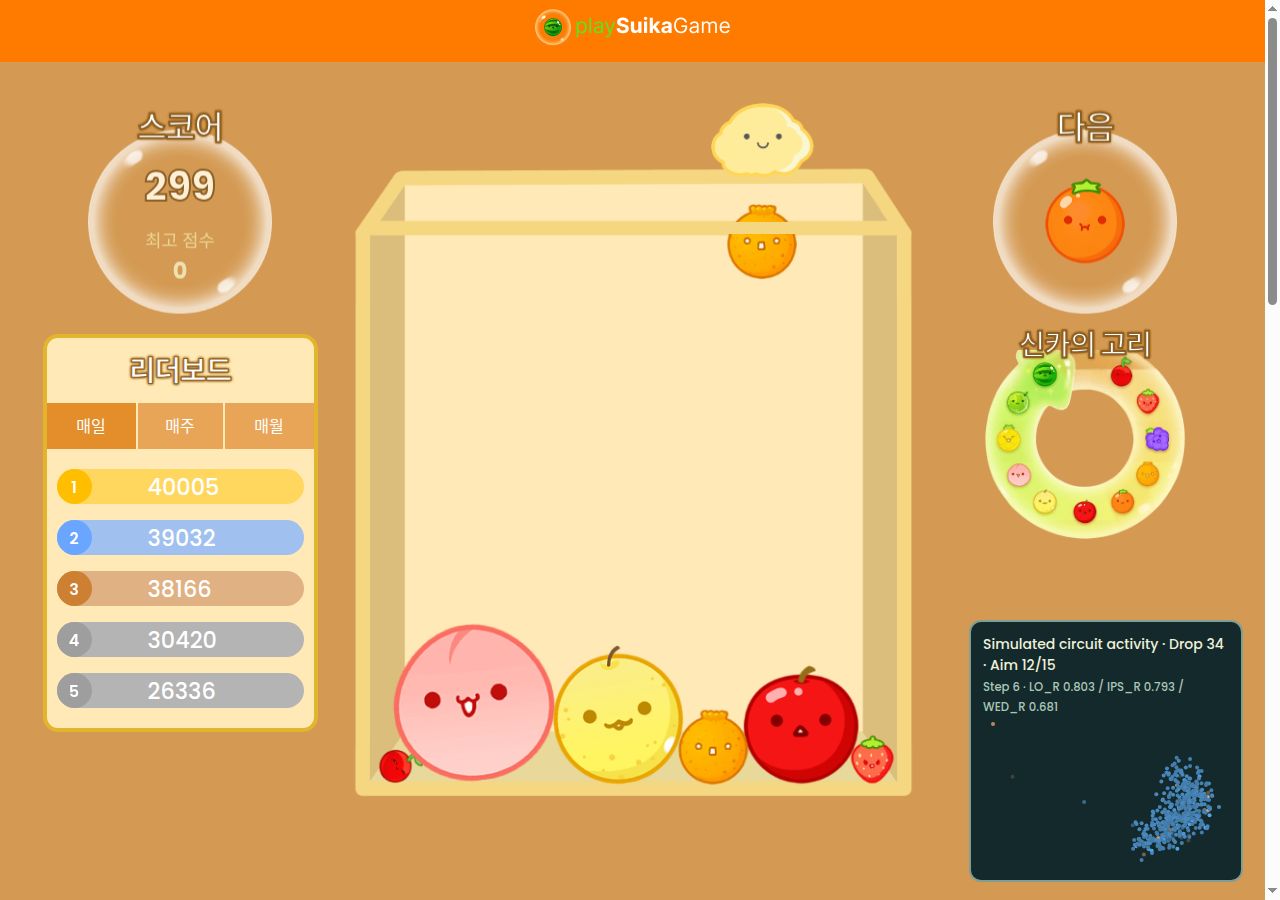 playSuikaGame
스코어
299
최고 점수
0
다음
리더보드
매일 매주 매월
1 40005
2 39032
3 38166
4 30420
5 26336
신카의 고리
Simulated circuit activity · Drop 34
· Aim 12/15
Step 6 · LO_R 0.803 / IPS_R 0.793 /
WED_R 0.681